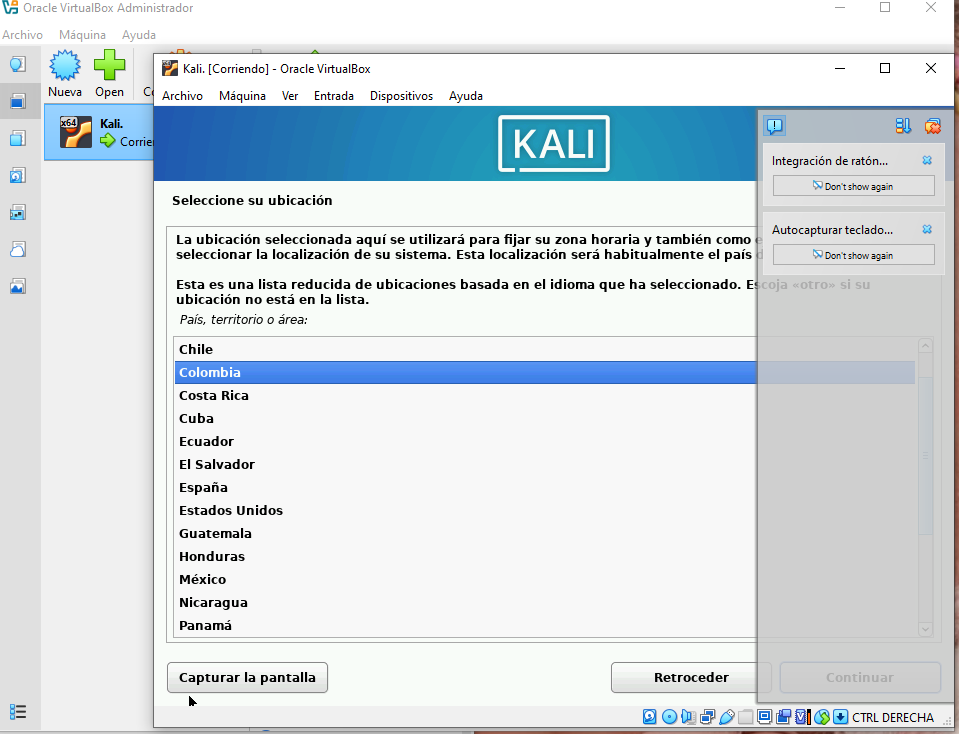 Oracle VirtualBox Administrador
Archivo Máquina Ayuda
Nueva Open
x64 Kali.
Kali. [Corriendo] - Oracle VirtualBox
Archivo Máquina Ver Entrada Dispositivos Ayuda
KALI
Integración de ratón...
Don't show again
Autocapturar teclado...
Don't show again
Seleccione su ubicación
La ubicación seleccionada aquí se utilizará para fijar su zona horaria y también como
seleccionar la localización de su sistema. Esta localización será habitualmente el país
Esta es una lista reducida de ubicaciones basada en el idioma que ha seleccionado. Escoja «otro» si su
ubicación no está en la lista.
País, territorio o área:
Chile
Colombia
Costa Rica
Cuba
Ecuador
El Salvador
España
Estados Unidos
Guatemala
Honduras
México
Nicaragua
Panamá
Capturar la pantalla Retroceder Continuar
CTRL DERECHA